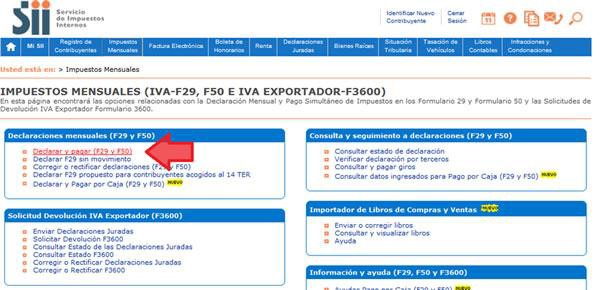 sii
Servicio
de Impuestos
Internos
Identificar Nuevo
Contribuyente
Cerrar
Sesión
Mi SII
Registro de
Contribuyentes
Impuestos
Mensuales
Factura Electrónica
Boleta de
Honorarios
Renta
Declaraciones
Juradas
Bienes Raíces
Situación
Tributaria
Tasación de
Vehículos
Libros
Contables
Infracciones y
Condonaciones
Usted está en: > Impuestos Mensuales
IMPUESTOS MENSUALES (IVA-F29, F50 E IVA EXPORTADOR-F3600)
En esta página encontrará las opciones relacionadas con la Declaración Mensual y Pago Simultáneo de Impuestos en los Formulario 29 y Formulario 50 y las Solicitudes de
Devolución IVA Exportador Formulario 3600.
Declaraciones mensuales (F29 y F50)
Declarar y pagar (F29 y F50)
Declarar F29 sin movimiento
Corregir o rectificar declaraciones (F29 y F50)
Declarar F29 propuesto para contribuyentes acogidos al 14 TER
Declarar y Pagar por Caja (F29 y F50) NUEVO
Solicitud Devolución IVA Exportador (F3600)
Enviar Declaraciones Juradas
Solicitar Devolución F3600
Consultar Estado de las Declaraciones Juradas
Consultar Estado F3600
Corregir o Rectificar Declaraciones Juradas
Corregir o Rectificar F3600
Consulta y seguimiento a declaraciones (F29 y F50)
Consultar estado de declaración
Verificar declaración por terceros
Consultar y pagar giros
Consultar datos ingresados para Pago por Caja (F29 y F50) NUEVO
Importador de Libros de Compras y Ventas NUEVO
Enviar o corregir libros
Consultar y visualizar libros
Ayuda
Información y ayuda (F29, F50 y F3600)
Ayudas Pago por Caja (F29 y F50) NUEVO